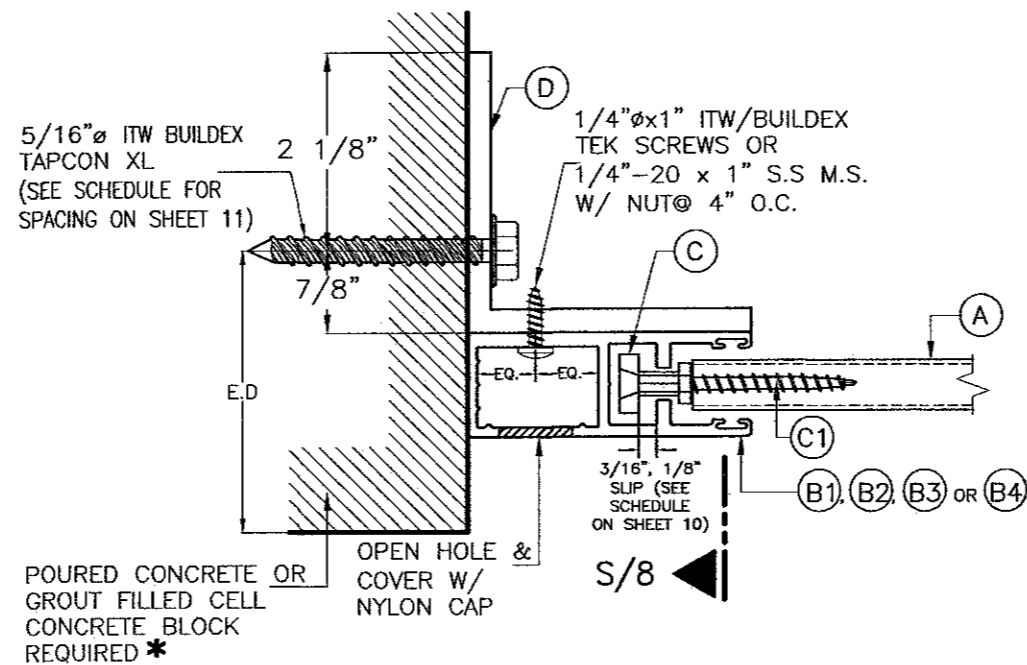 D
1/4"øx1" ITW/BUILDEX
TEK SCREWS OR
1/4"-20 x 1" S.S M.S.
W/ NUT@ 4" O.C.
5/16"ø ITW BUILDEX
TAPCON XL
(SEE SCHEDULE FOR
SPACING ON SHEET 11)
2 1/8"
7/8"
C
A
E.D
EQ.
EQ.
C1
3/16", 1/8"
SLIP (SEE
SCHEDULE
ON SHEET 10)
B1, B2, B3 OR B4
S/8
OPEN HOLE &
COVER W/
NYLON CAP
POURED CONCRETE OR
GROUT FILLED CELL
CONCRETE BLOCK
REQUIRED *